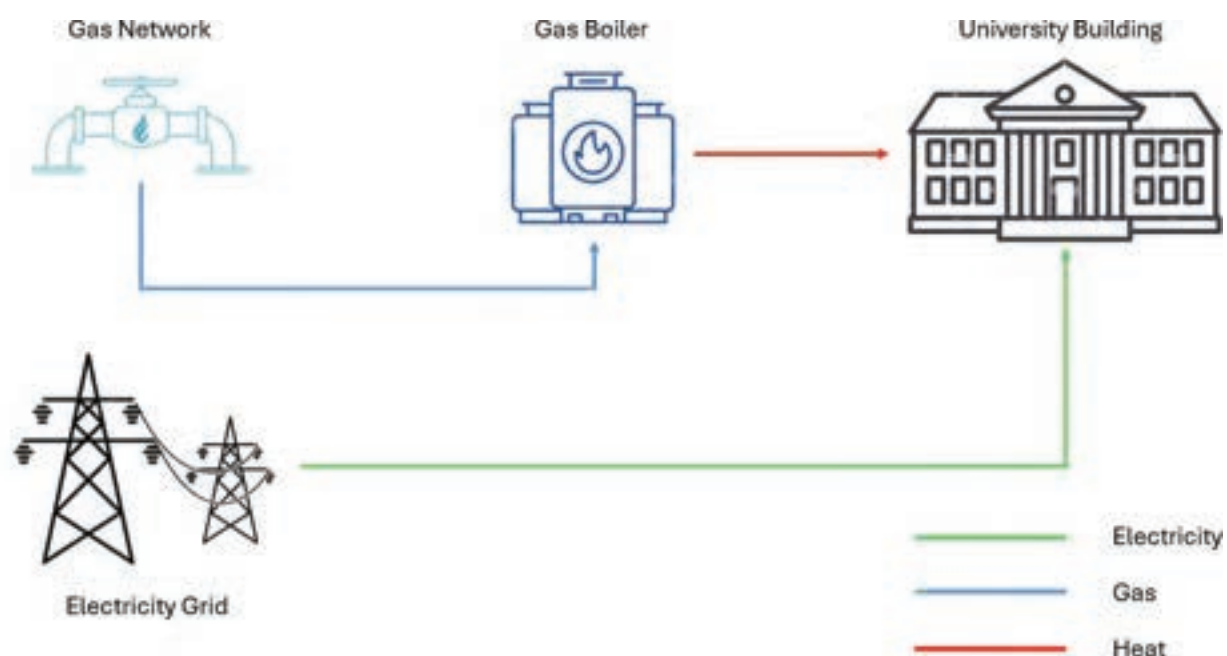 Gas Network
Gas Boiler
University Building
Electricity Grid
Electricity
Gas
Heat